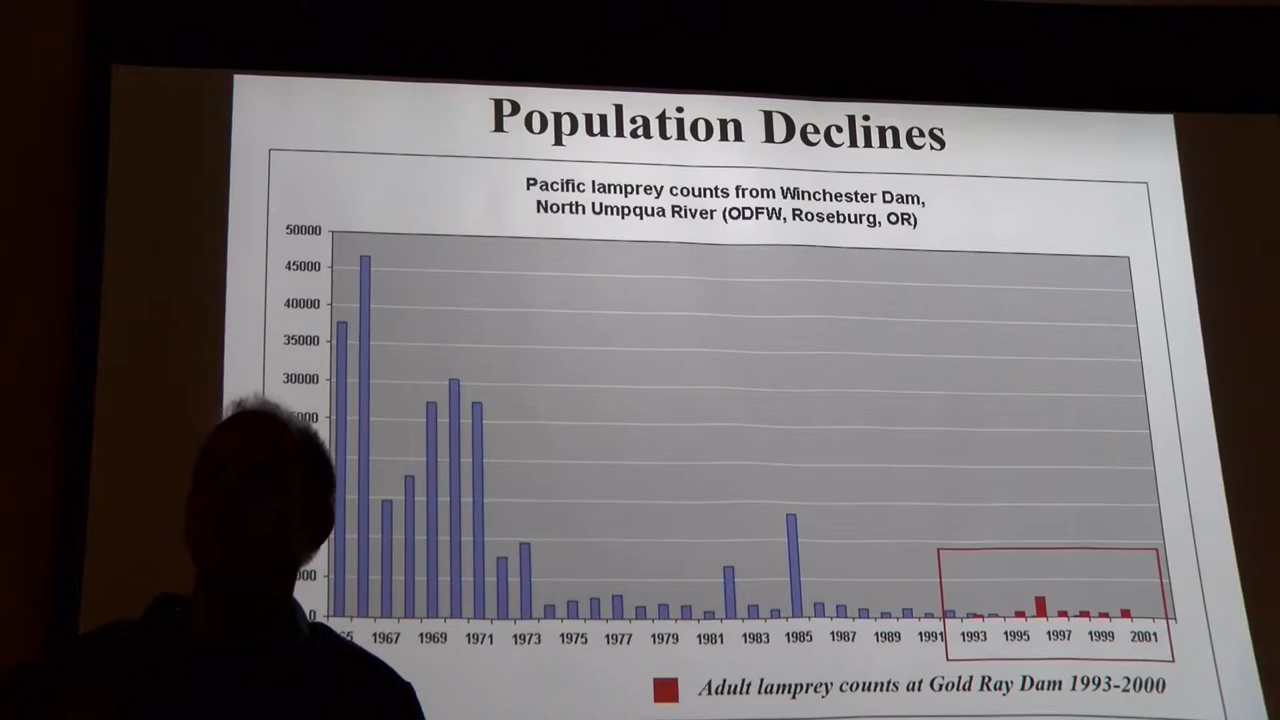 Population Declines
Pacific lamprey counts from Winchester Dam,
North Umpqua River (ODFW, Roseburg, OR)
50000
45000
40000
35000
30000
0
1967 1969 1971 1973 1975 1977 1979 1981 1983 1985 1987 1989 1991 1993 1995 1997 1999 2001
Adult lamprey counts at Gold Ray Dam 1993-2000